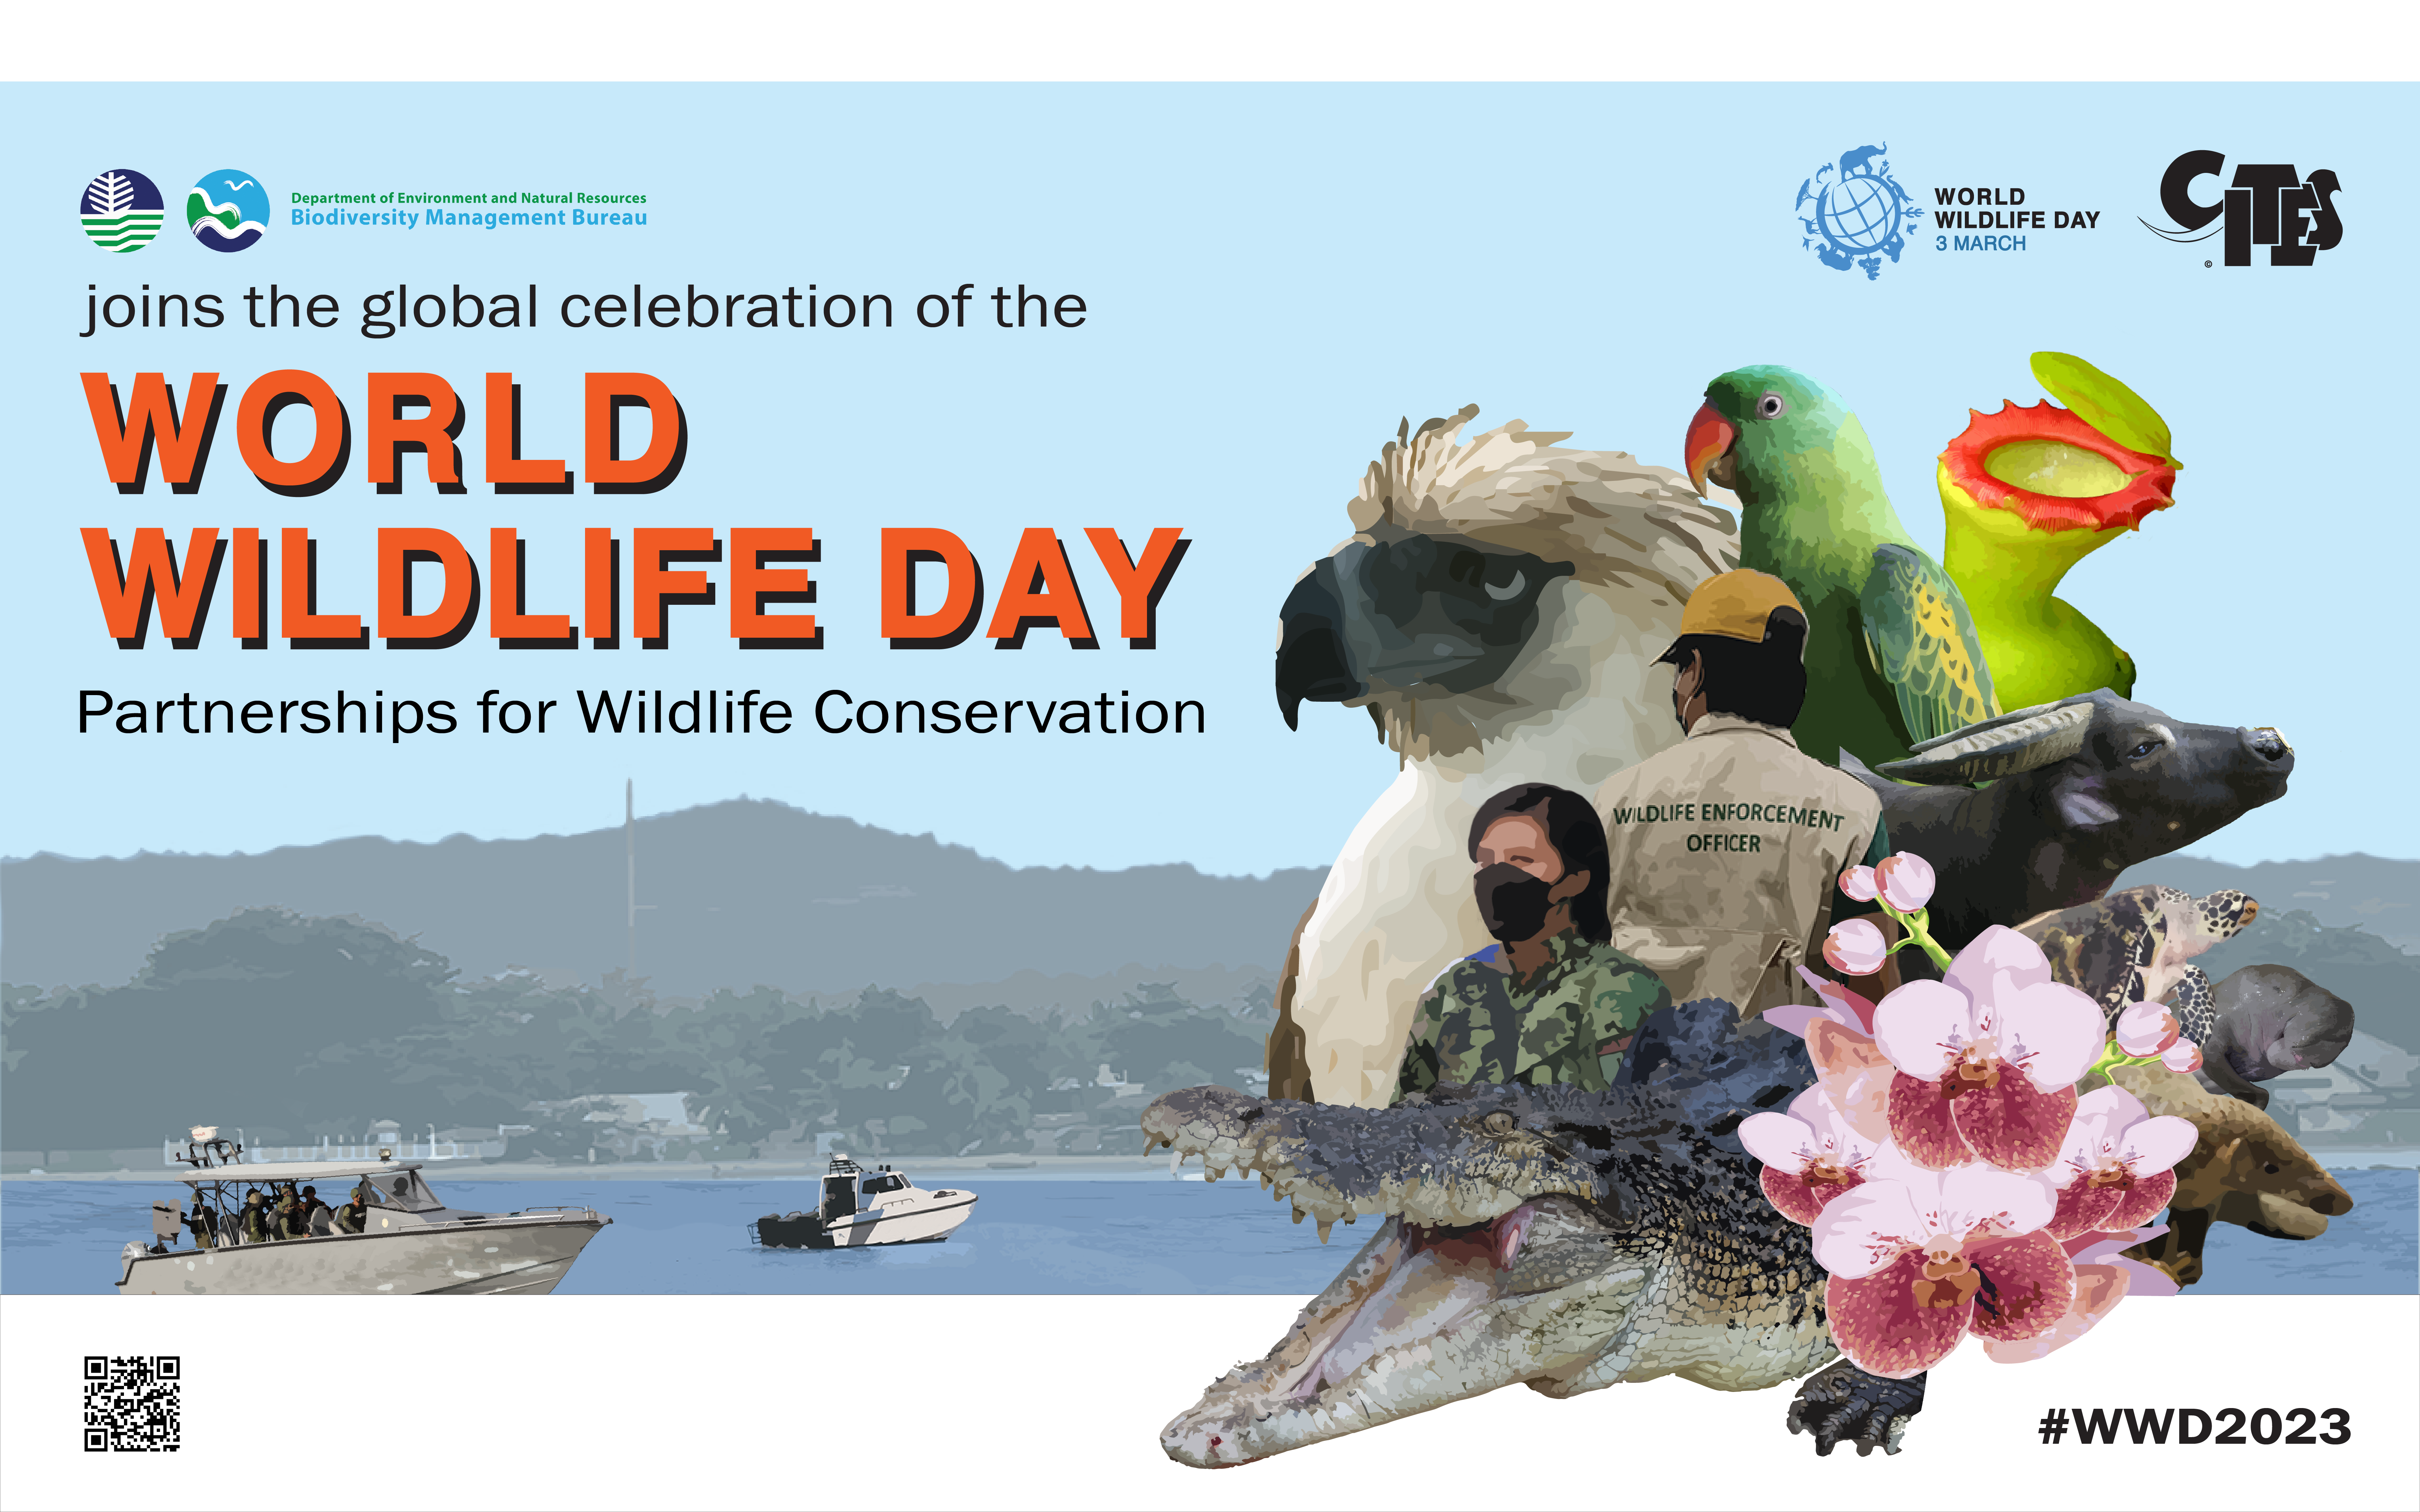 Department of Environment and Natural Resources
Biodiversity Management Bureau
WORLD
WILDLIFE DAY
3 MARCH
CITES
©
joins the global celebration of the
WORLD
WILDLIFE DAY
Partnerships for Wildlife Conservation
WILDLIFE ENFORCEMENT
OFFICER
#WWD2023